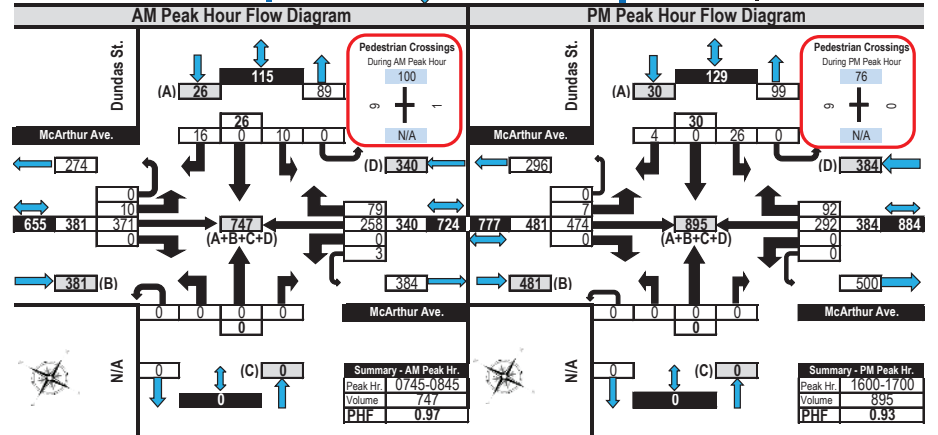 AM Peak Hour Flow Diagram
Dundas St.
Pedestrian Crossings
During AM Peak Hour
100
9
1
N/A
115
(A) 26
89
26
16 0 10 0
McArthur Ave.
274
(D) 340
0
10
655 381 371
0
747
(A+B+C+D)
79
258 340 724
0
3
381 (B)
384
0 0 0 0
0
McArthur Ave.
N/A
0
(C) 0
0
Summary - AM Peak Hr.
Peak Hr. 0745-0845
Volume 747
PHF 0.97
PM Peak Hour Flow Diagram
Dundas St.
Pedestrian Crossings
During PM Peak Hour
76
9
0
N/A
129
(A) 30
99
30
4 0 26 0
McArthur Ave.
296
(D) 384
0
7
777 481 474
0
895
(A+B+C+D)
92
292 384 884
0
0
481 (B)
500
0 0 0 0
0
McArthur Ave.
N/A
0
(C) 0
0
Summary - PM Peak Hr.
Peak Hr. 1600-1700
Volume 895
PHF 0.93